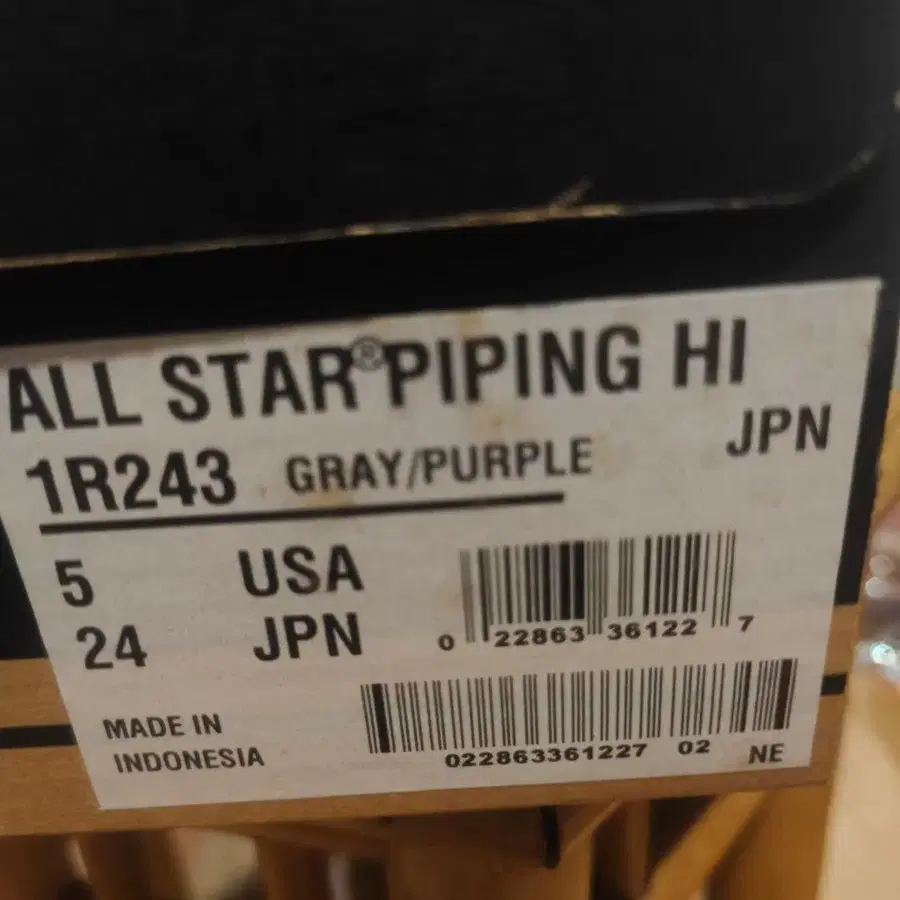 ALL STAR® PIPING HI
1R243 GRAY/PURPLE JPN
5 USA
24 JPN
0 22863 36122 7
MADE IN
INDONESIA
022863361227 02 NE